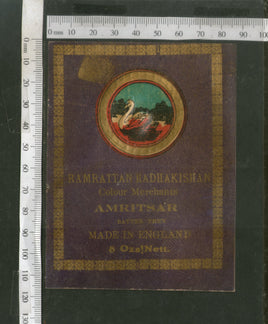 RAMRATTAN RADHAKISHAN
Colour Merchants
AMRITSAR
MADE IN ENGLAND
8 Ozs. Nett.